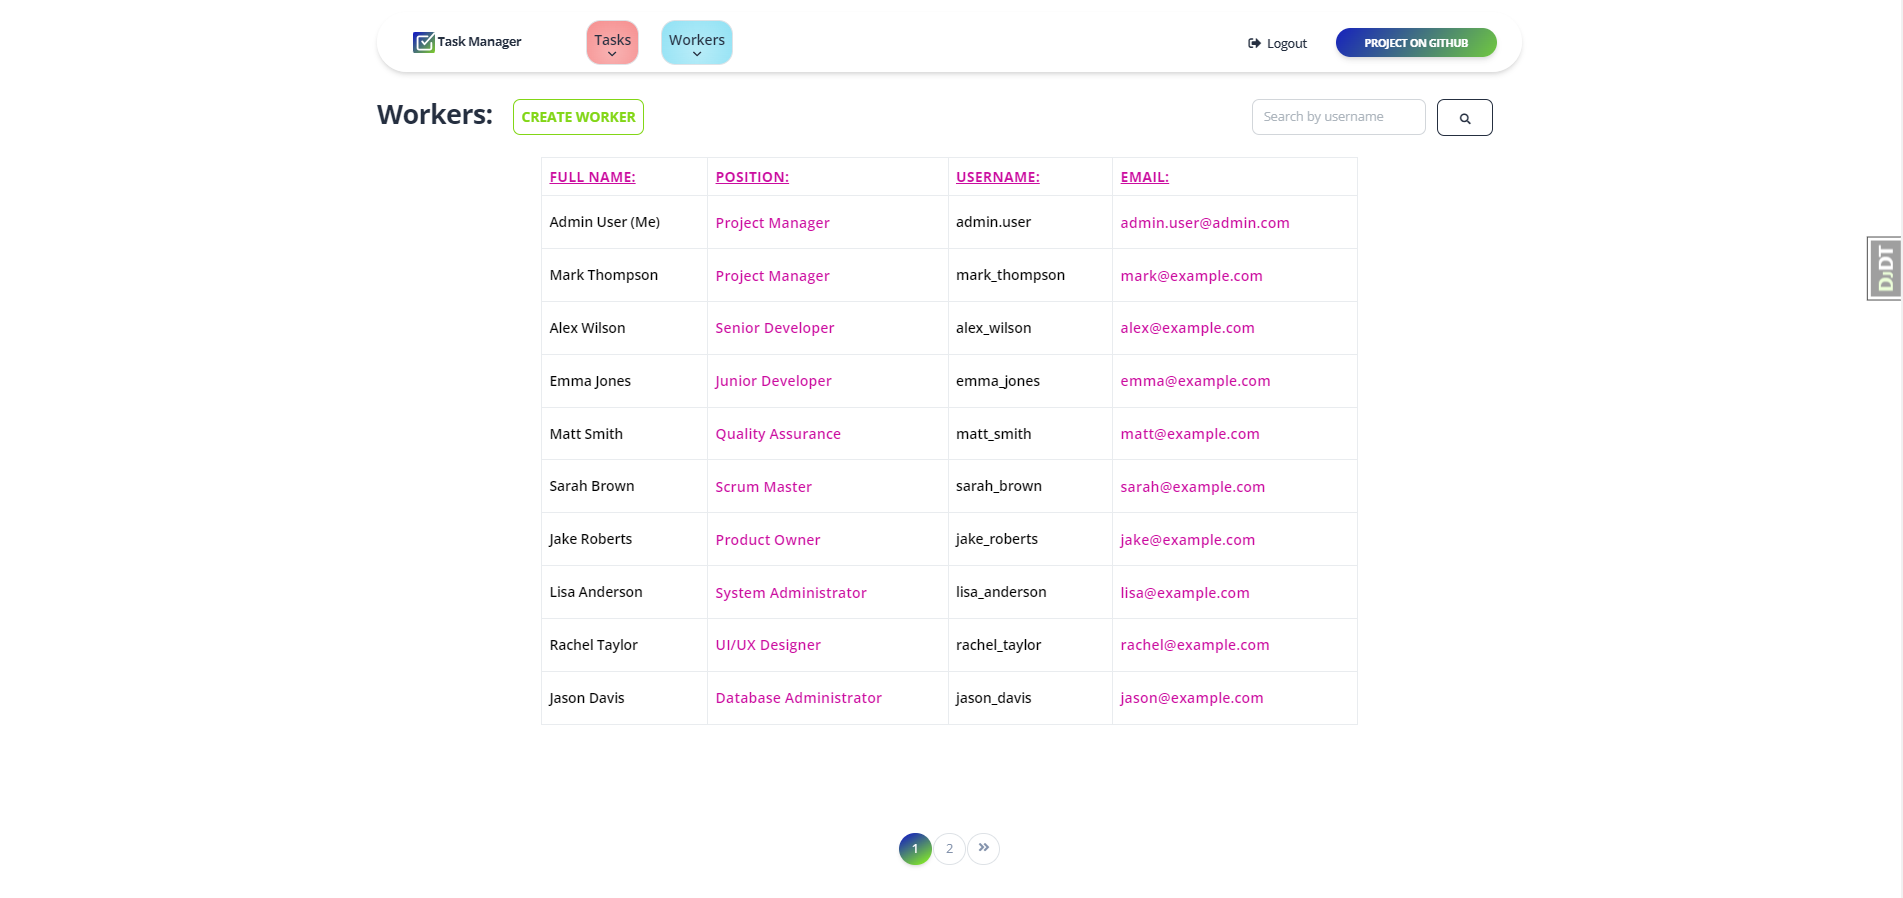 Task Manager
Tasks
Workers
Logout
PROJECT ON GITHUB
Workers:
CREATE WORKER
Search by username
FULL NAME: POSITION: USERNAME: EMAIL:
Admin User (Me) Project Manager admin.user admin.user@admin.com
Mark Thompson Project Manager mark_thompson mark@example.com
Alex Wilson Senior Developer alex_wilson alex@example.com
Emma Jones Junior Developer emma_jones emma@example.com
Matt Smith Quality Assurance matt_smith matt@example.com
Sarah Brown Scrum Master sarah_brown sarah@example.com
Jake Roberts Product Owner jake_roberts jake@example.com
Lisa Anderson System Administrator lisa_anderson lisa@example.com
Rachel Taylor UI/UX Designer rachel_taylor rachel@example.com
Jason Davis Database Administrator jason_davis jason@example.com
DJDT
1 2 »